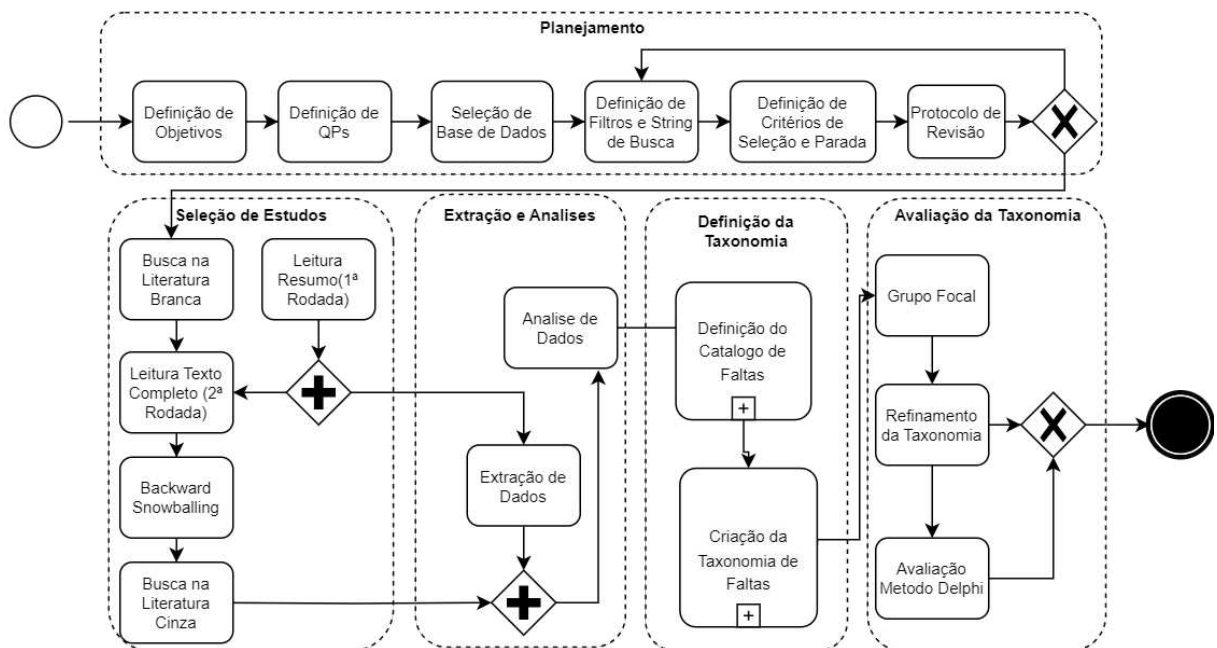 Planejamento
Definição de
Objetivos
Definição de
QPs
Seleção de
Base de Dados
Definição de
Filtros e String
de Busca
Definição de
Critérios de
Seleção e Parada
Protocolo de
Revisão
Seleção de Estudos
Busca na
Literatura
Branca
Leitura
Resumo(1ª
Rodada)
Leitura Texto
Completo (2ª
Rodada)
Backward
Snowballing
Busca na
Literatura
Cinza
Extração e Analises
Analise de
Dados
Extração de
Dados
Definição da
Taxonomia
Definição do
Catalogo de
Faltas
Criação da
Taxonomia de
Faltas
Avaliação da Taxonomia
Grupo Focal
Refinamento
da Taxonomia
Avaliação
Metodo Delphi